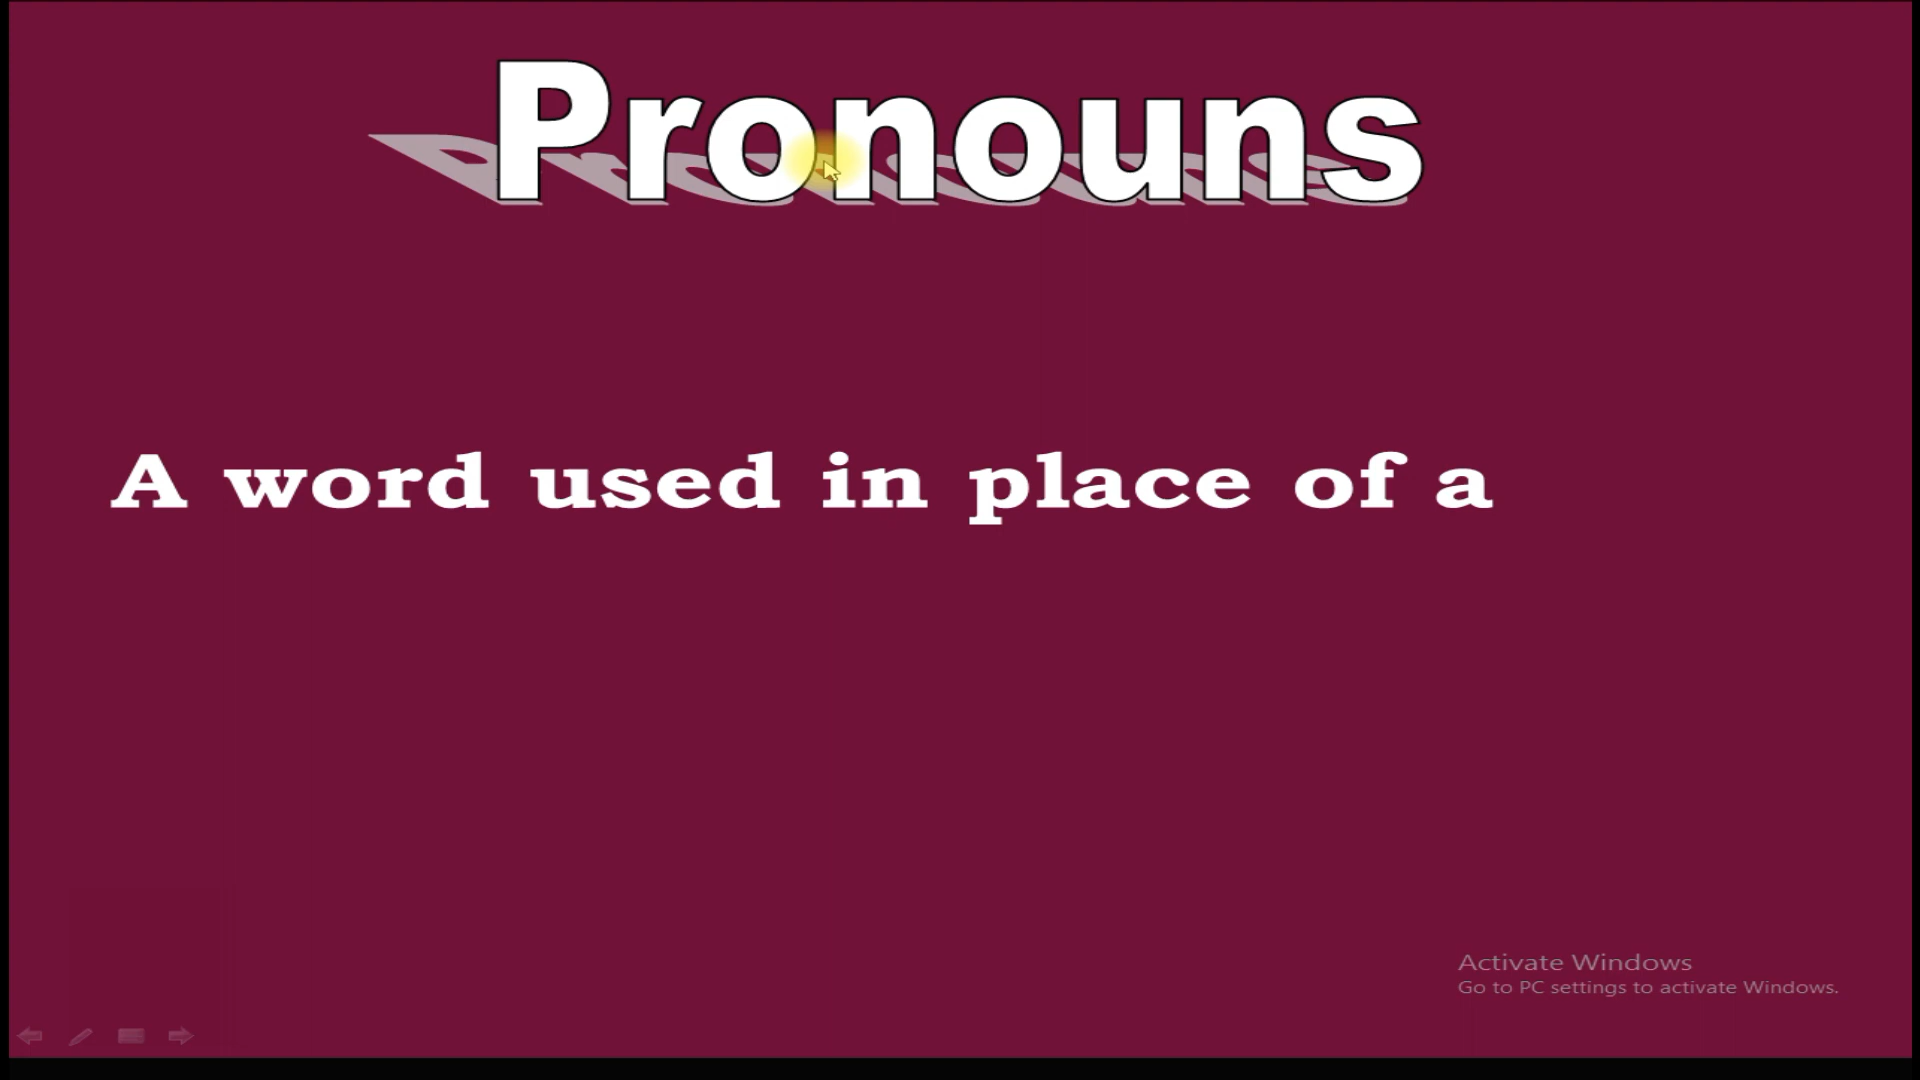 Pronouns
A word used in place of a
Activate Windows
Go to PC settings to activate Windows.